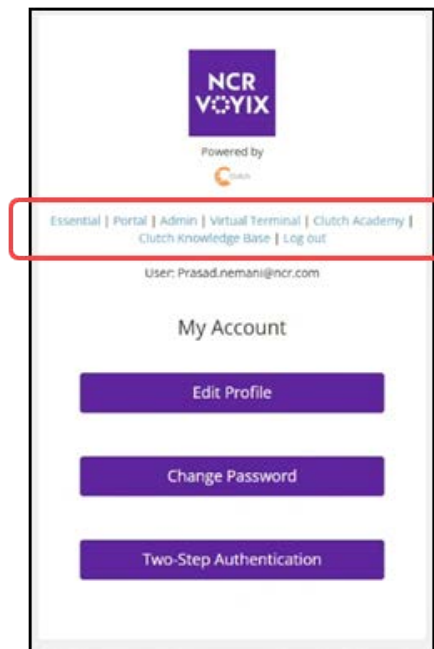 NCR
VOYIX
Powered by
Clutch
Essential | Portal | Admin | Virtual Terminal | Clutch Academy |
Clutch Knowledge Base | Log out
User: Prasad.nemani@ncr.com
My Account
Edit Profile
Change Password
Two-Step Authentication